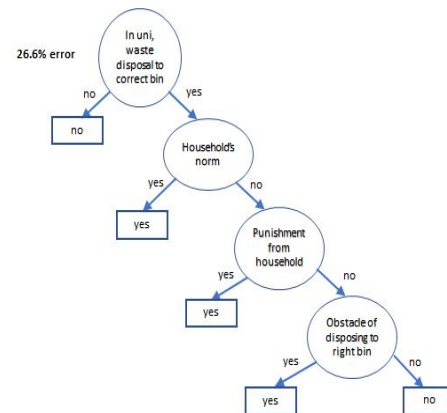 26.6% error
In uni,
waste
disposal to
correct bin
no
yes
no
Household's
norm
yes
no
yes
Punishment
from
household
yes
no
yes
Obstacle of
disposing to
right bin
yes
no
yes
no